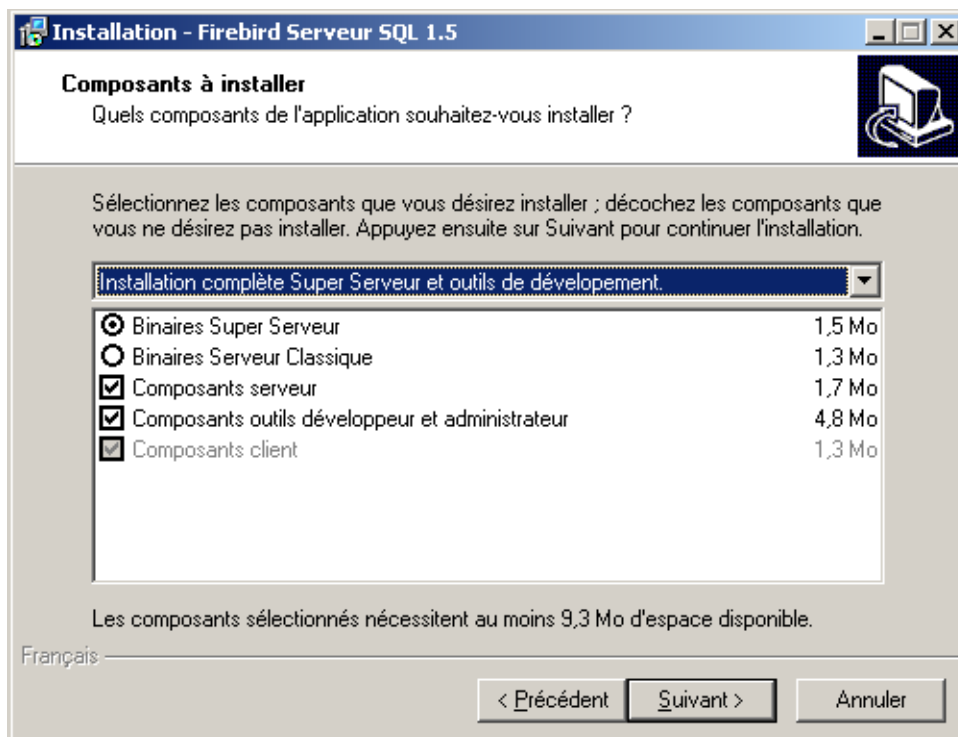 Installation - Firebird Serveur SQL 1.5
Composants à installer
Quels composants de l'application souhaitez-vous installer ?
Sélectionnez les composants que vous désirez installer ; décochez les composants que
vous ne désirez pas installer. Appuyez ensuite sur Suivant pour continuer l'installation.
Installation complète Super Serveur et outils de dévelopement.
Binaires Super Serveur 1,5 Mo
Binaires Serveur Classique 1,3 Mo
Composants serveur 1,7 Mo
Composants outils développeur et administrateur 4,8 Mo
Composants client 1,3 Mo
Les composants sélectionnés nécessitent au moins 9,3 Mo d'espace disponible.
Français
< Précédent Suivant > Annuler